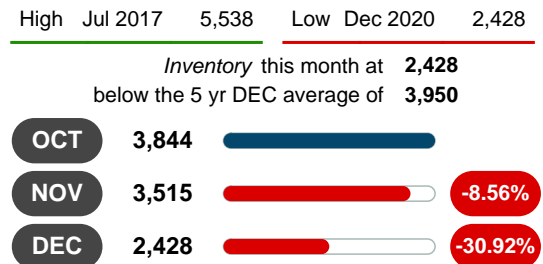 High Jul 2017 5,538 Low Dec 2020 2,428
Inventory this month at 2,428
below the 5 yr DEC average of 3,950
OCT 3,844
NOV 3,515 -8.56%
DEC 2,428 -30.92%